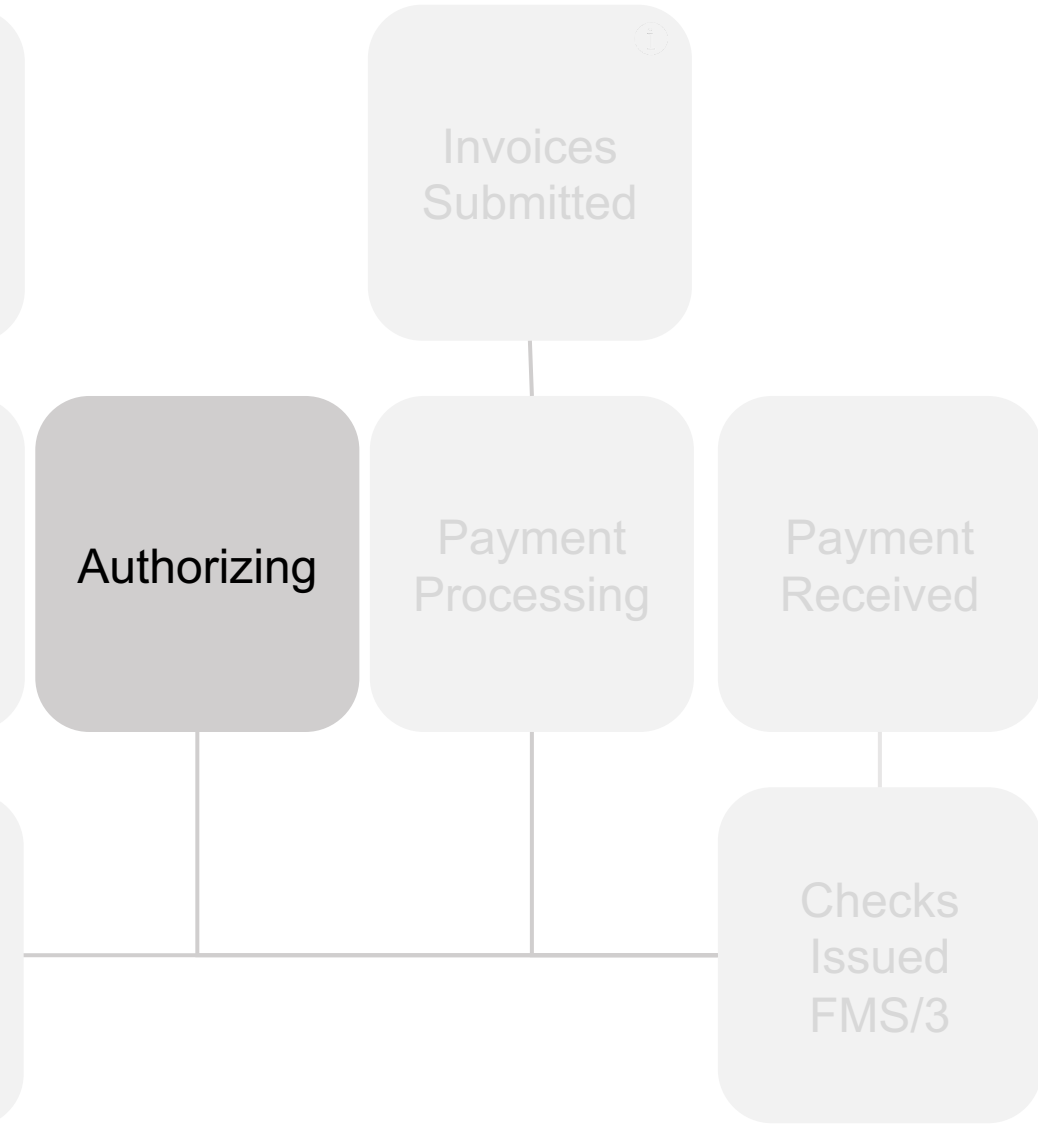 Invoices
Submitted
Authorizing
Payment
Processing
Payment
Received
Checks
Issued
FMS/3